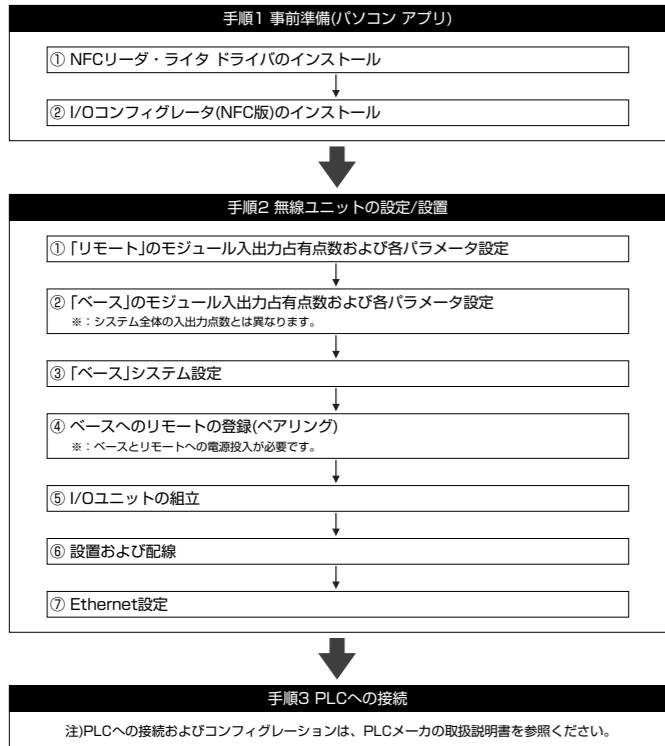 手順1 事前準備(パソコン アプリ)
① NFCリーダ・ライタ ドライバのインストール
② I/Oコンフィグレータ(NFC版)のインストール
手順2 無線ユニットの設定/設置
①「リモート」のモジュール入出力占有点数および各パラメータ設定
②「ベース」のモジュール入出力占有点数および各パラメータ設定
※：システム全体の入出力点数とは異なります。
③「ベース」システム設定
④ ベースへのリモートの登録(ペアリング)
※：ベースとリモートへの電源投入が必要です。
⑤ I/Oユニットの組立
⑥ 設置および配線
⑦ Ethernet設定
手順3 PLCへの接続
注)PLCへの接続およびコンフィグレーションは、PLCメーカの取扱説明書を参照ください。